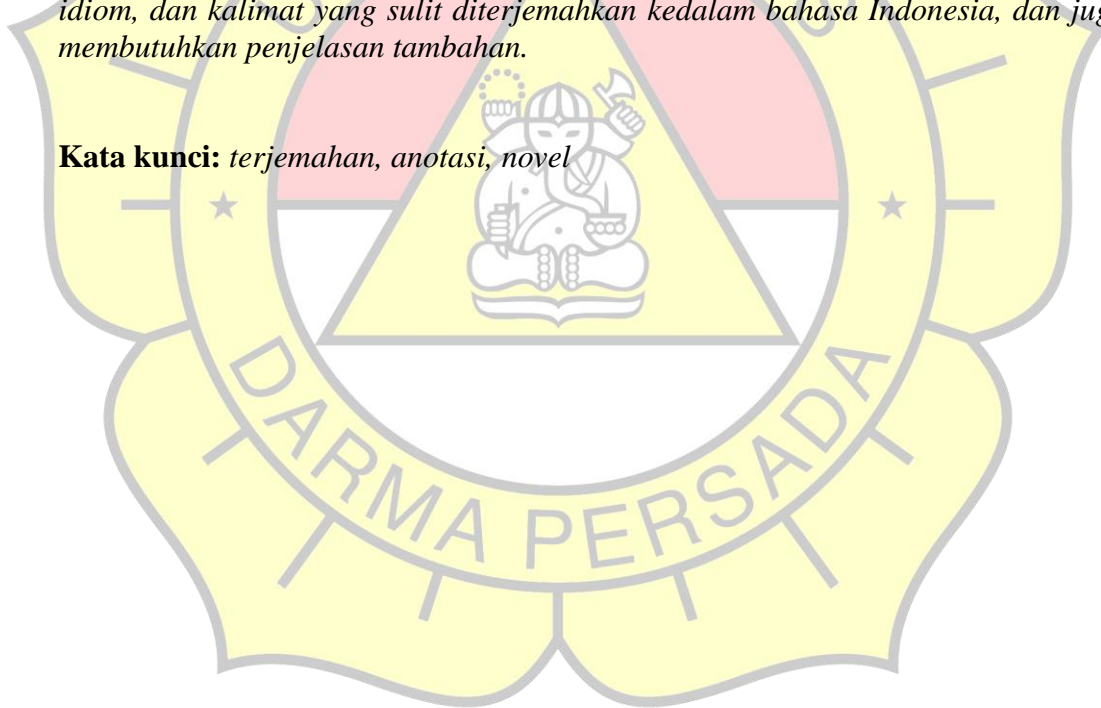 idiom, dan kalimat yang sulit diterjemahkan kedalam bahasa Indonesia, dan
membutuhkan penjelasan tambahan.
Kata kunci: terjemahan, anotasi, novel
DARMA PERSADA